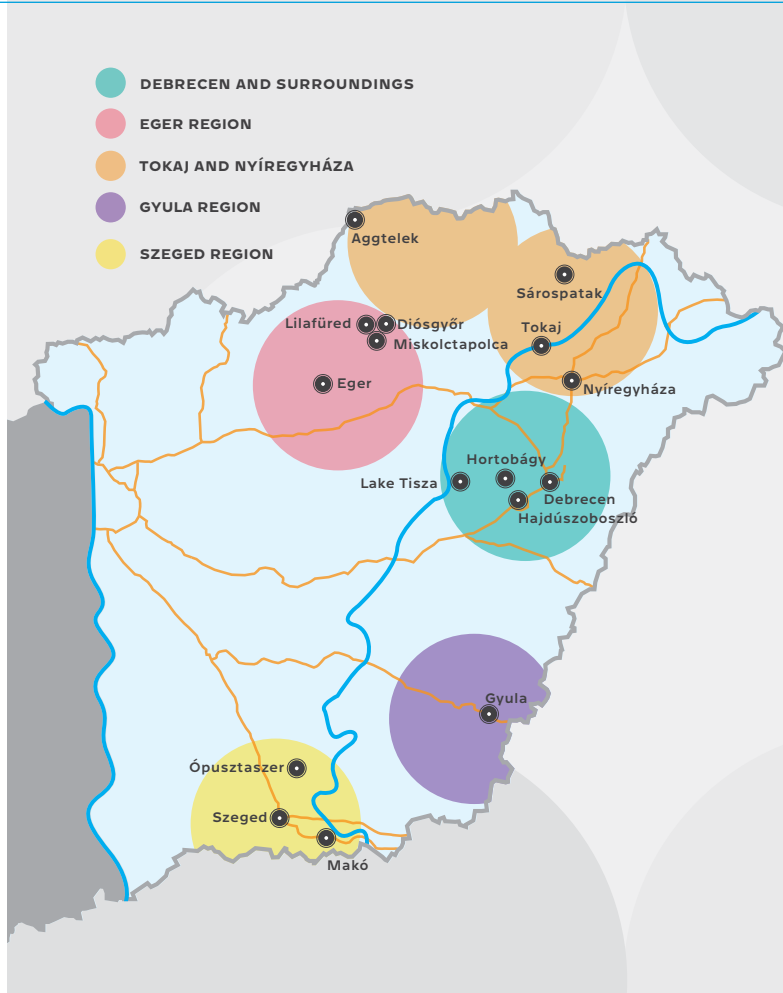 DEBRECEN AND SURROUNDINGS
EGER REGION
TOKAJ AND NYÍREGYHÁZA
GYULA REGION
SZEGED REGION
Aggtelek
Sárospatak
Lilafüred
Diósgyőr
Tokaj
Miskolctapolca
Eger
Nyíregyháza
Hortobágy
Lake Tisza
Debrecen
Hajdúszoboszló
Gyula
Ópusztaszer
Szeged
Makó